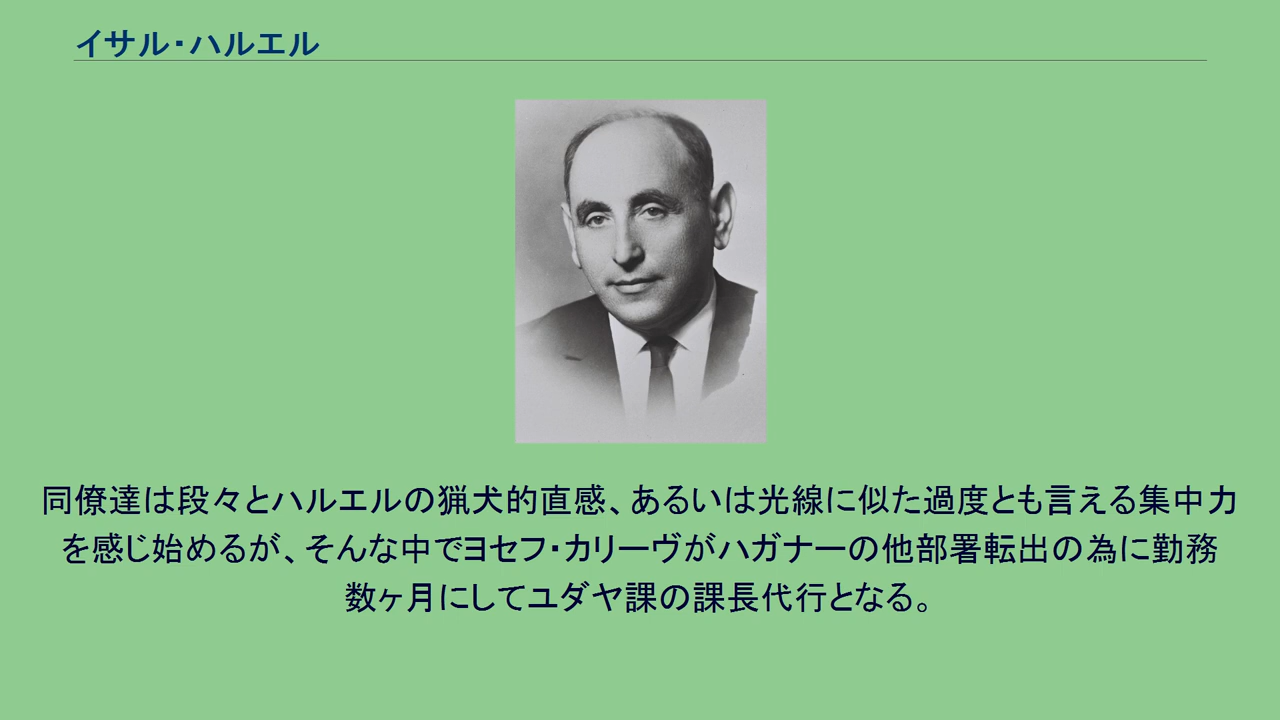 イサル・ハルエル
同僚達は段々とハルエルの猟犬的直感、あるいは光線に似た過度とも言える集中力
を感じ始めるが、そんな中でヨセフ・カリーヴがハガナーの他部署転出の為に勤務
数ヶ月にしてユダヤ課の課長代行となる。